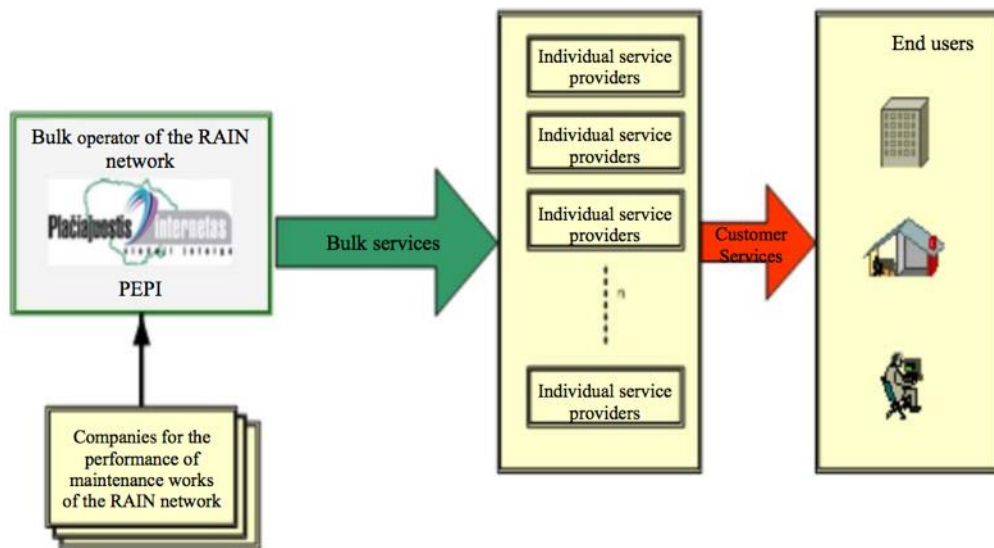 Bulk operator of the RAIN
network
Plačiajuostis internetas
PEPI
Companies for the
performance of
maintenance works
of the RAIN network
Bulk services
Individual service
providers
Individual service
providers
Individual service
providers
n
Individual service
providers
Customer
Services
End users